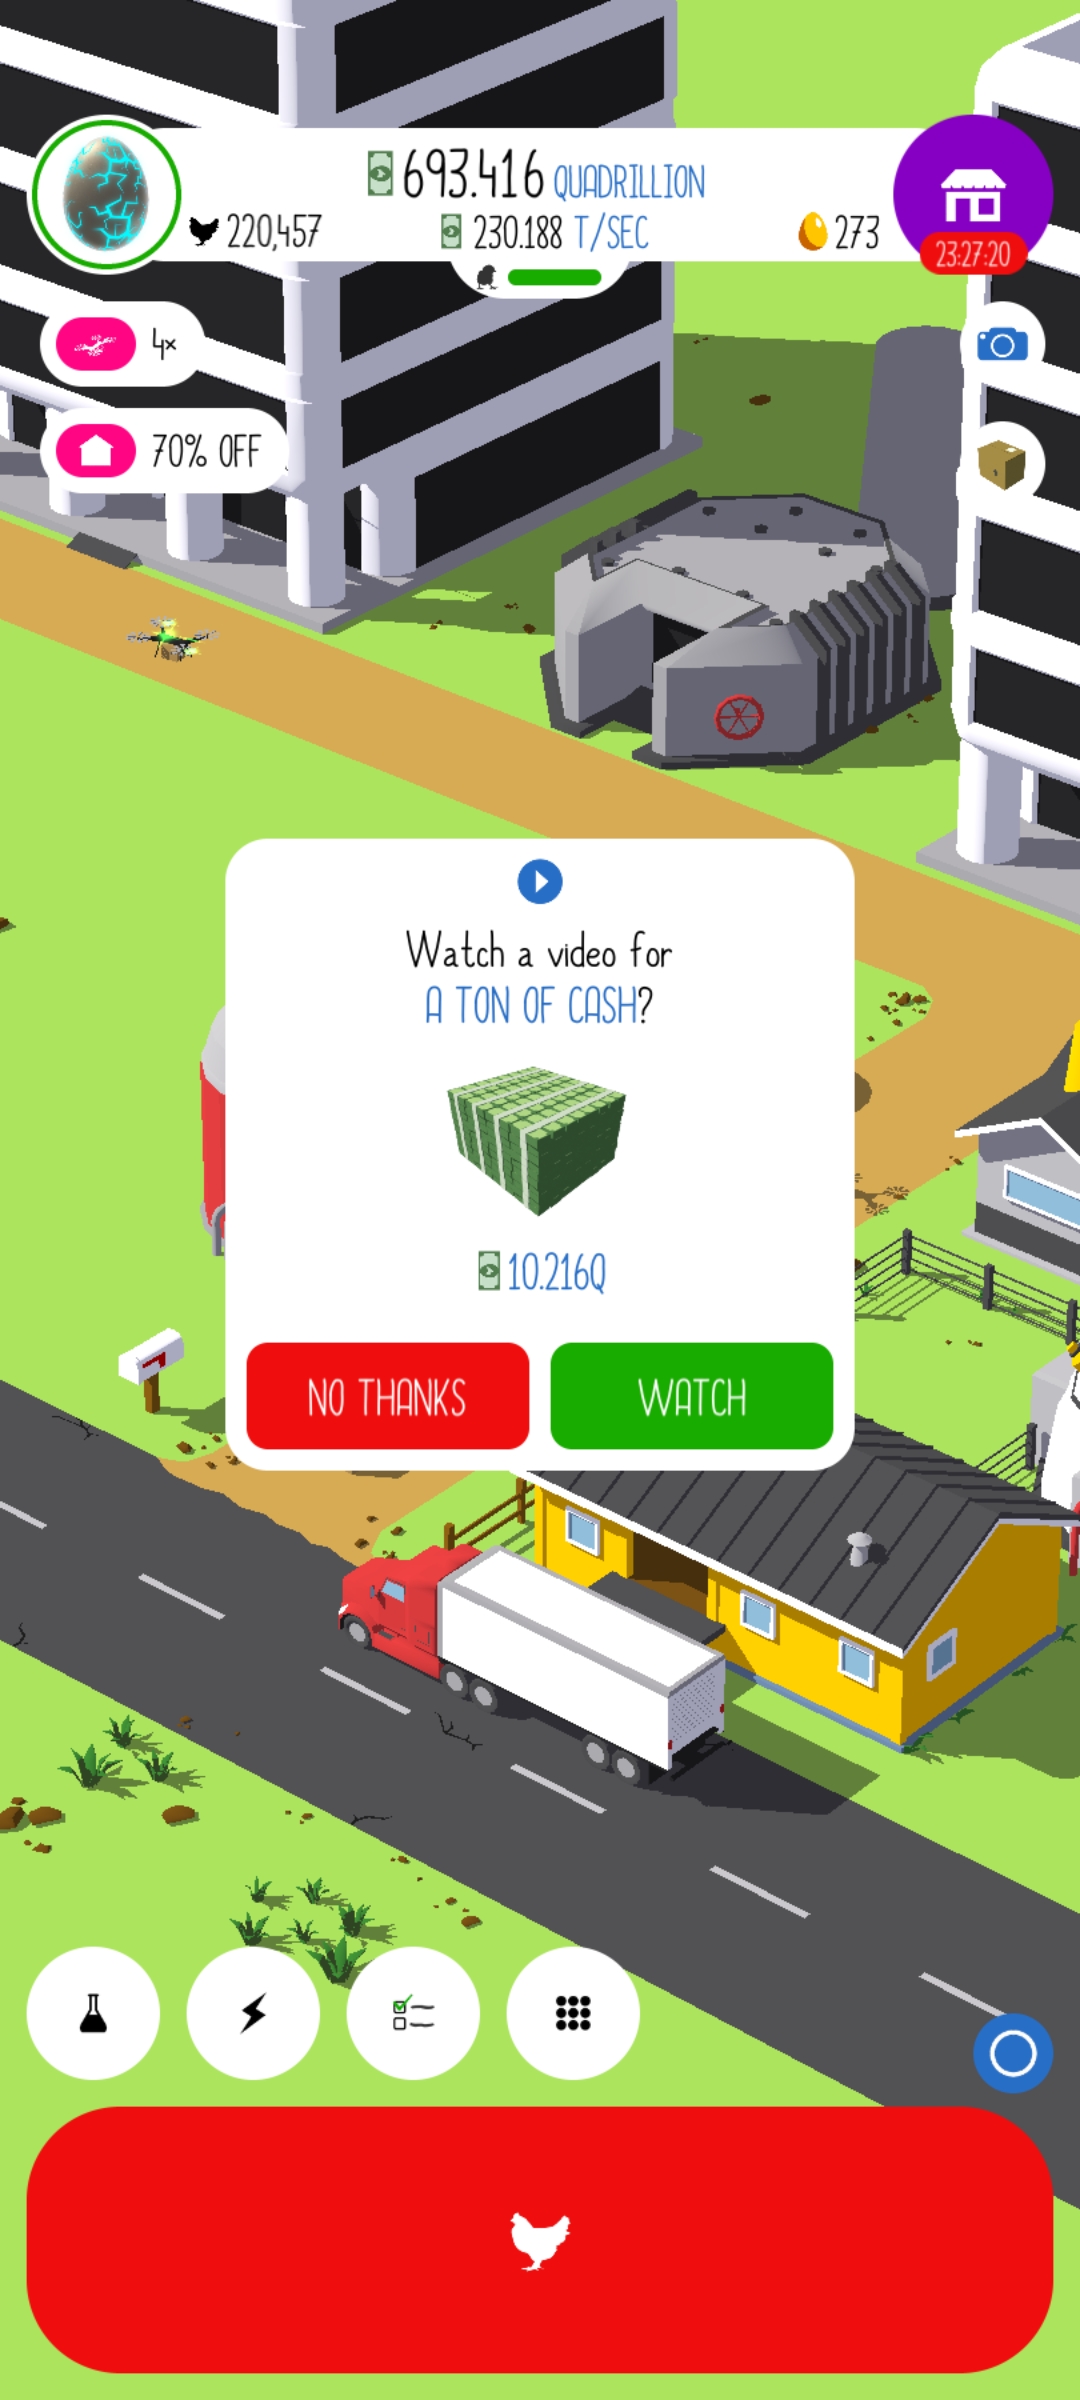 693.416 QUADRILLION
220,457
230.188 T/SEC
273
23:27:20
4x
70% OFF
Watch a video for
A TON OF CASH?
10.216Q
NO THANKS
WATCH